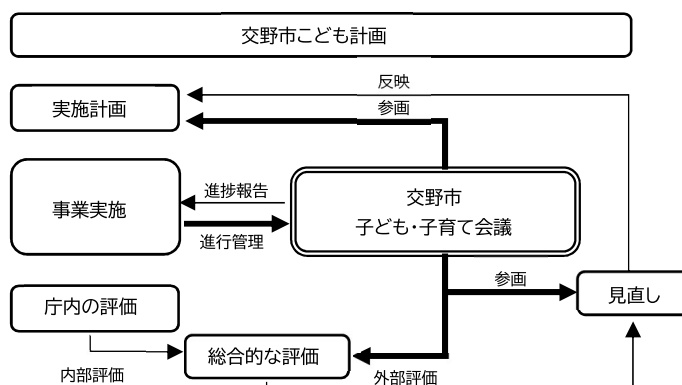 交野市こども計画
反映
実施計画
参画
進捗報告
事業実施
進行管理
交野市
子ども・子育て会議
参画
見直し
庁内の評価
総合的な評価
内部評価
外部評価